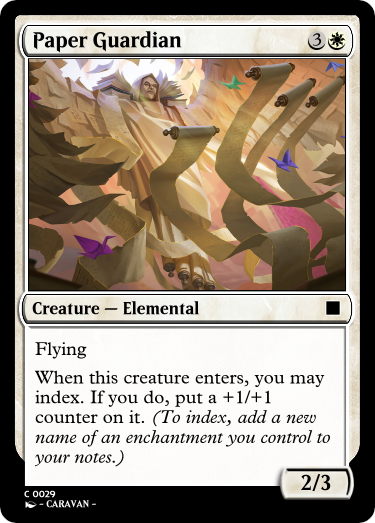 Paper Guardian 3
Creature — Elemental
Flying
When this creature enters, you may
index. If you do, put a +1/+1
counter on it. (To index, add a new
name of an enchantment you control to
your notes.)
2/3
C 0029
– CARAVAN –